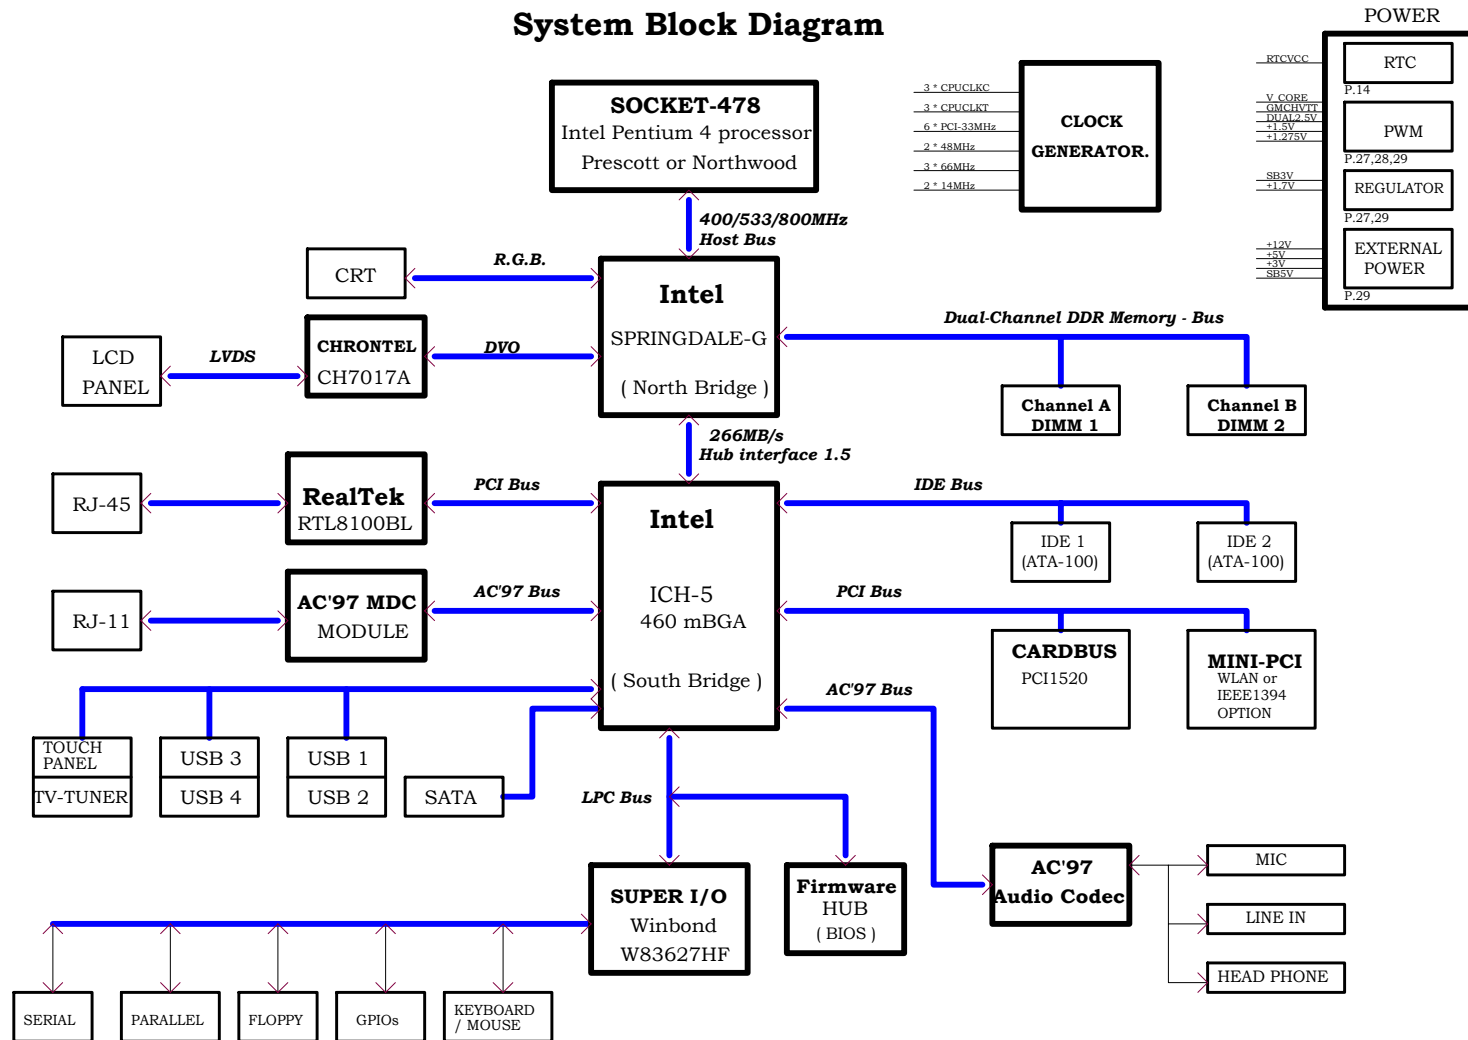 System Block Diagram
POWER
RTCVCC
RTC
P.14
V_CORE
GMCHVTT
DUAL2.5V
+1.5V
+1.275V
PWM
P.27,28,29
SB3V
+1.7V
REGULATOR
P.27,29
+12V
+5V
+3V
SB5V
EXTERNAL
POWER
P.29
3 * CPUCLKC
3 * CPUCLKT
6 * PCI-33MHz
2 * 48MHz
3 * 66MHz
2 * 14MHz
CLOCK
GENERATOR.
SOCKET-478
Intel Pentium 4 processor
Prescott or Northwood
400/533/800MHz
Host Bus
CRT
R.G.B.
Intel
SPRINGDALE-G
( North Bridge )
LCD
PANEL
LVDS
CHRONTEL
CH7017A
DVO
Dual-Channel DDR Memory - Bus
Channel A
DIMM 1
Channel B
DIMM 2
266MB/s
Hub interface 1.5
RJ-45
RealTek
RTL8100BL
PCI Bus
Intel
ICH-5
460 mBGA
( South Bridge )
IDE Bus
IDE 1
(ATA-100)
IDE 2
(ATA-100)
RJ-11
AC'97 MDC
MODULE
AC'97 Bus
PCI Bus
CARDBUS
PCI1520
MINI-PCI
WLAN or
IEEE1394
OPTION
AC'97 Bus
TOUCH
PANEL
TV-TUNER
USB 3
USB 4
USB 1
USB 2
SATA
LPC Bus
SUPER I/O
Winbond
W83627HF
Firmware
HUB
( BIOS )
AC'97
Audio Codec
MIC
LINE IN
HEAD PHONE
SERIAL
PARALLEL
FLOPPY
GPIOs
KEYBOARD
/ MOUSE